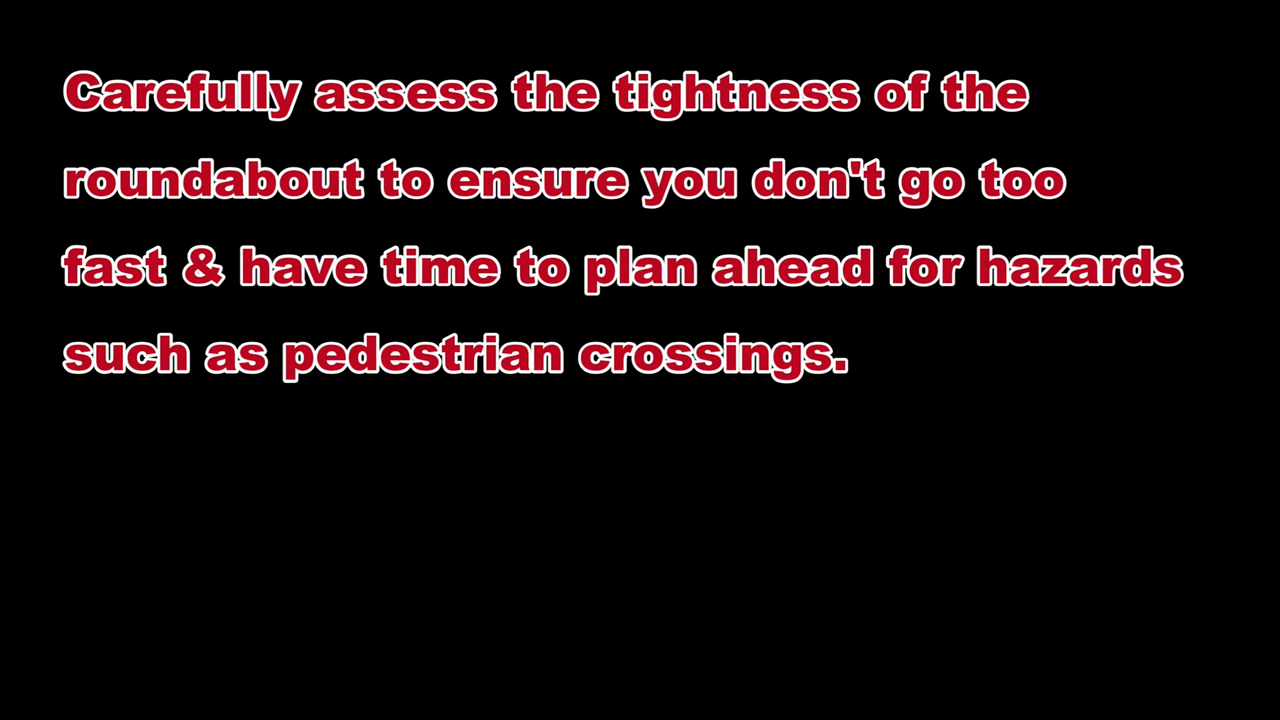 Carefully assess the tightness of the
roundabout to ensure you don't go too
fast & have time to plan ahead for hazards
such as pedestrian crossings.